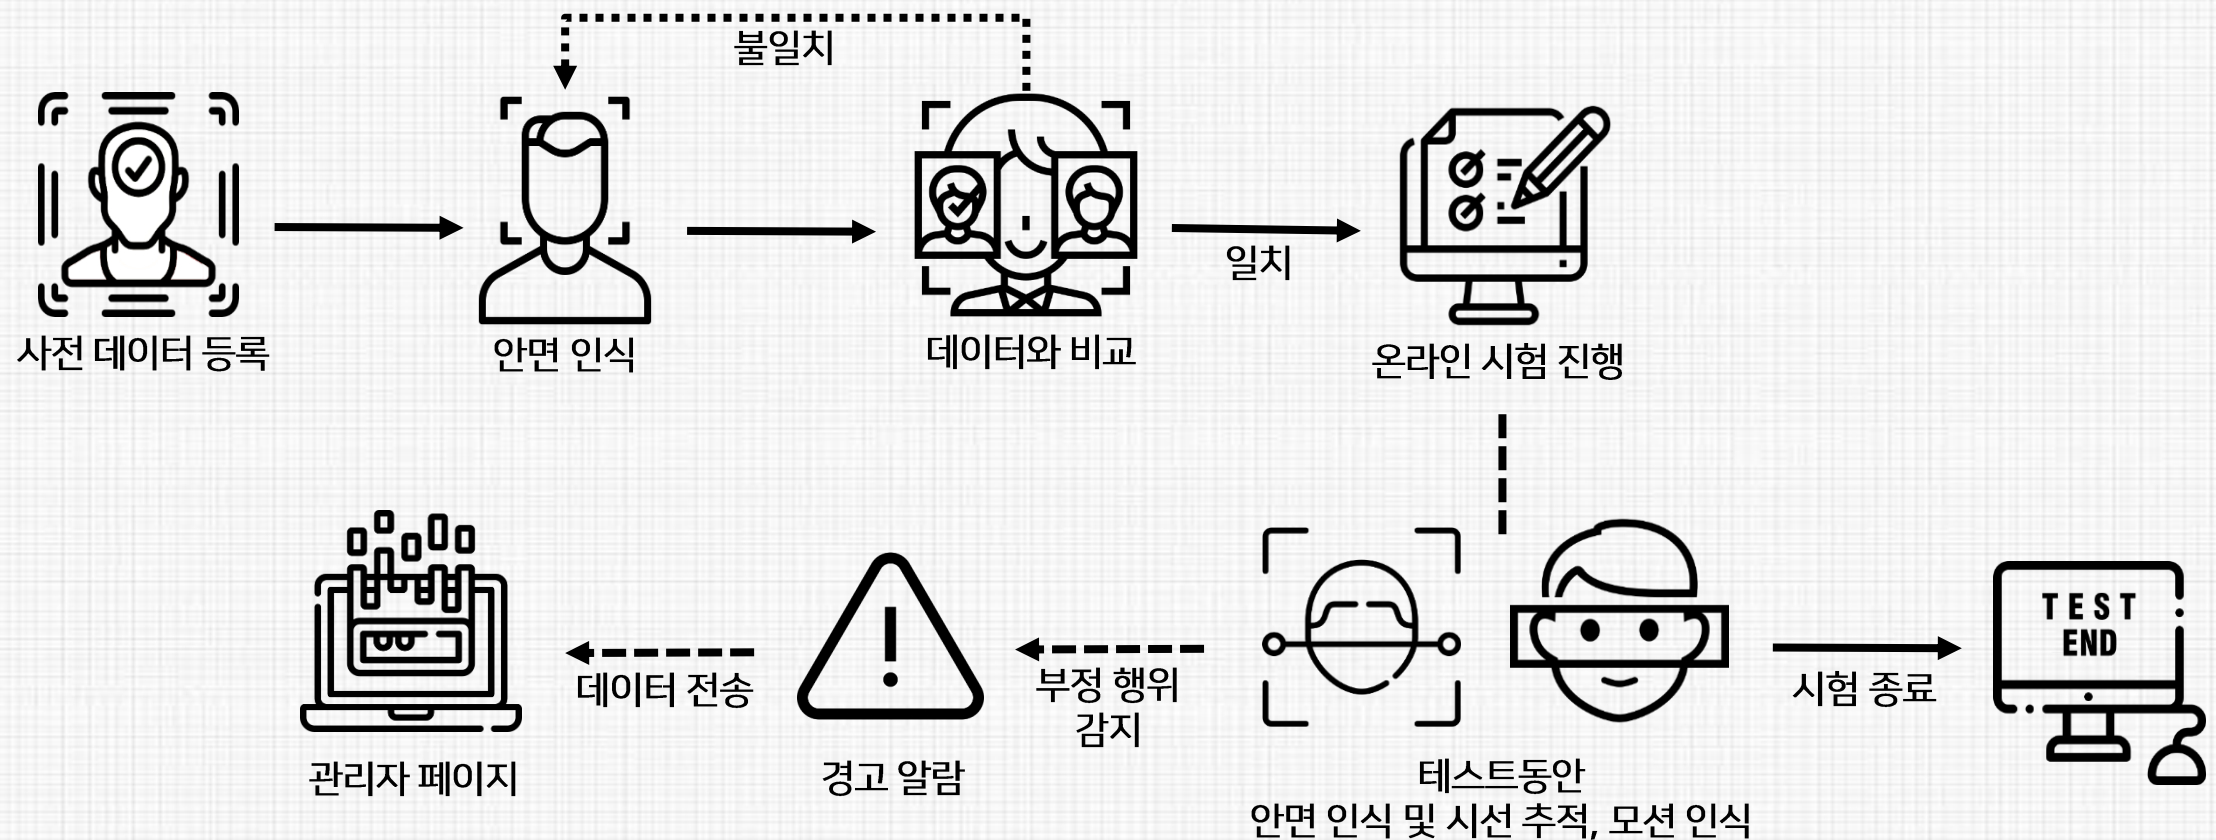 불일치
사전 데이터 등록
안면 인식
데이터와 비교
일치
온라인 시험 진행
관리자 페이지
데이터 전송
경고 알람
부정 행위
감지
테스트동안
안면 인식 및 시선 추적, 모션 인식
시험 종료
TEST
END